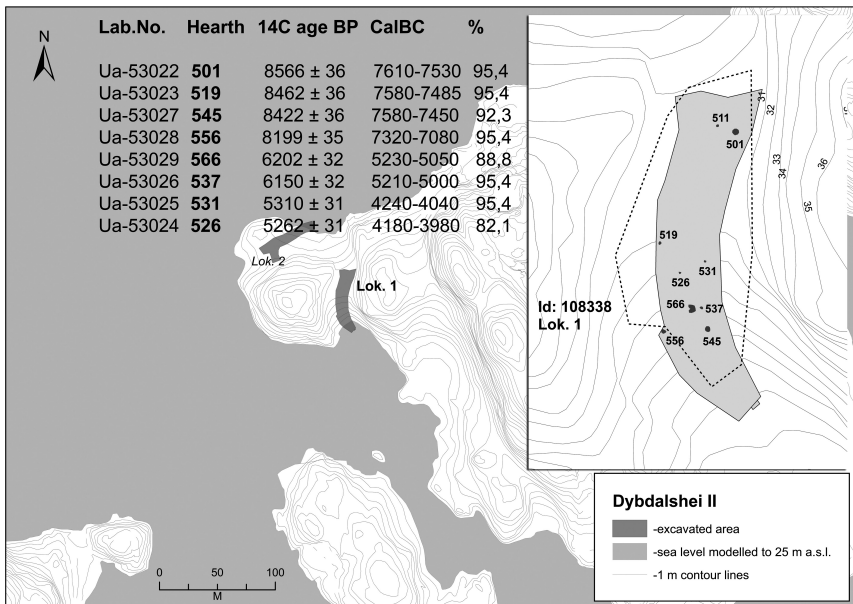 N
Lab.No. Hearth 14C age BP CalBC %
Ua-53022 501 8566 ± 36 7610-7530 95,4
Ua-53023 519 8462 ± 36 7580-7485 95,4
Ua-53027 545 8422 ± 36 7580-7450 92,3
Ua-53028 556 8199 ± 35 7320-7080 95,4
Ua-53029 566 6202 ± 32 5230-5050 88,8
Ua-53026 537 6150 ± 32 5210-5000 95,4
Ua-53025 531 5310 ± 31 4240-4040 95,4
Ua-53024 526 5262 ± 31 4180-3980 82,1
Lok. 2
Lok. 1
31
32
33
34
35
36
511
501
519
531
526
566
537
556
545
Id: 108338
Lok. 1
Dybdalshei II
-excavated area
-sea level modelled to 25 m a.s.l.
-1 m contour lines
0 50 100
M